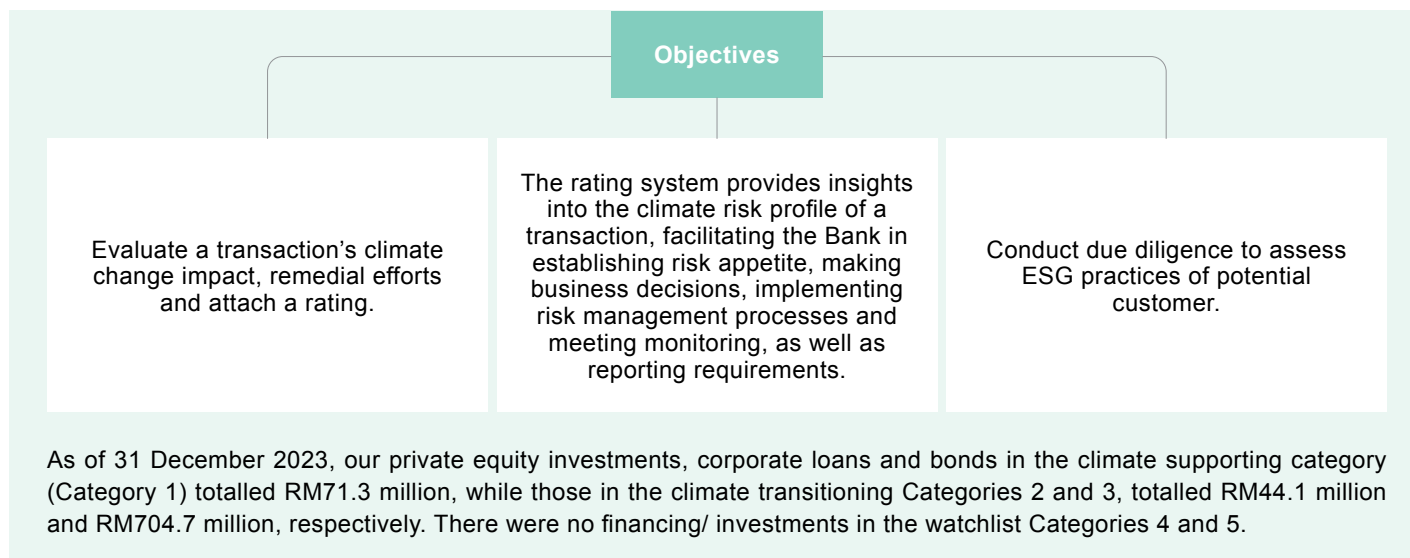 Objectives
Evaluate a transaction’s climate
change impact, remedial efforts
and attach a rating.
The rating system provides insights
into the climate risk profile of a
transaction, facilitating the Bank in
establishing risk appetite, making
business decisions, implementing
risk management processes and
meeting monitoring, as well as
reporting requirements.
Conduct due diligence to assess
ESG practices of potential
customer.
As of 31 December 2023, our private equity investments, corporate loans and bonds in the climate supporting category
(Category 1) totalled RM71.3 million, while those in the climate transitioning Categories 2 and 3, totalled RM44.1 million
and RM704.7 million, respectively. There were no financing/ investments in the watchlist Categories 4 and 5.